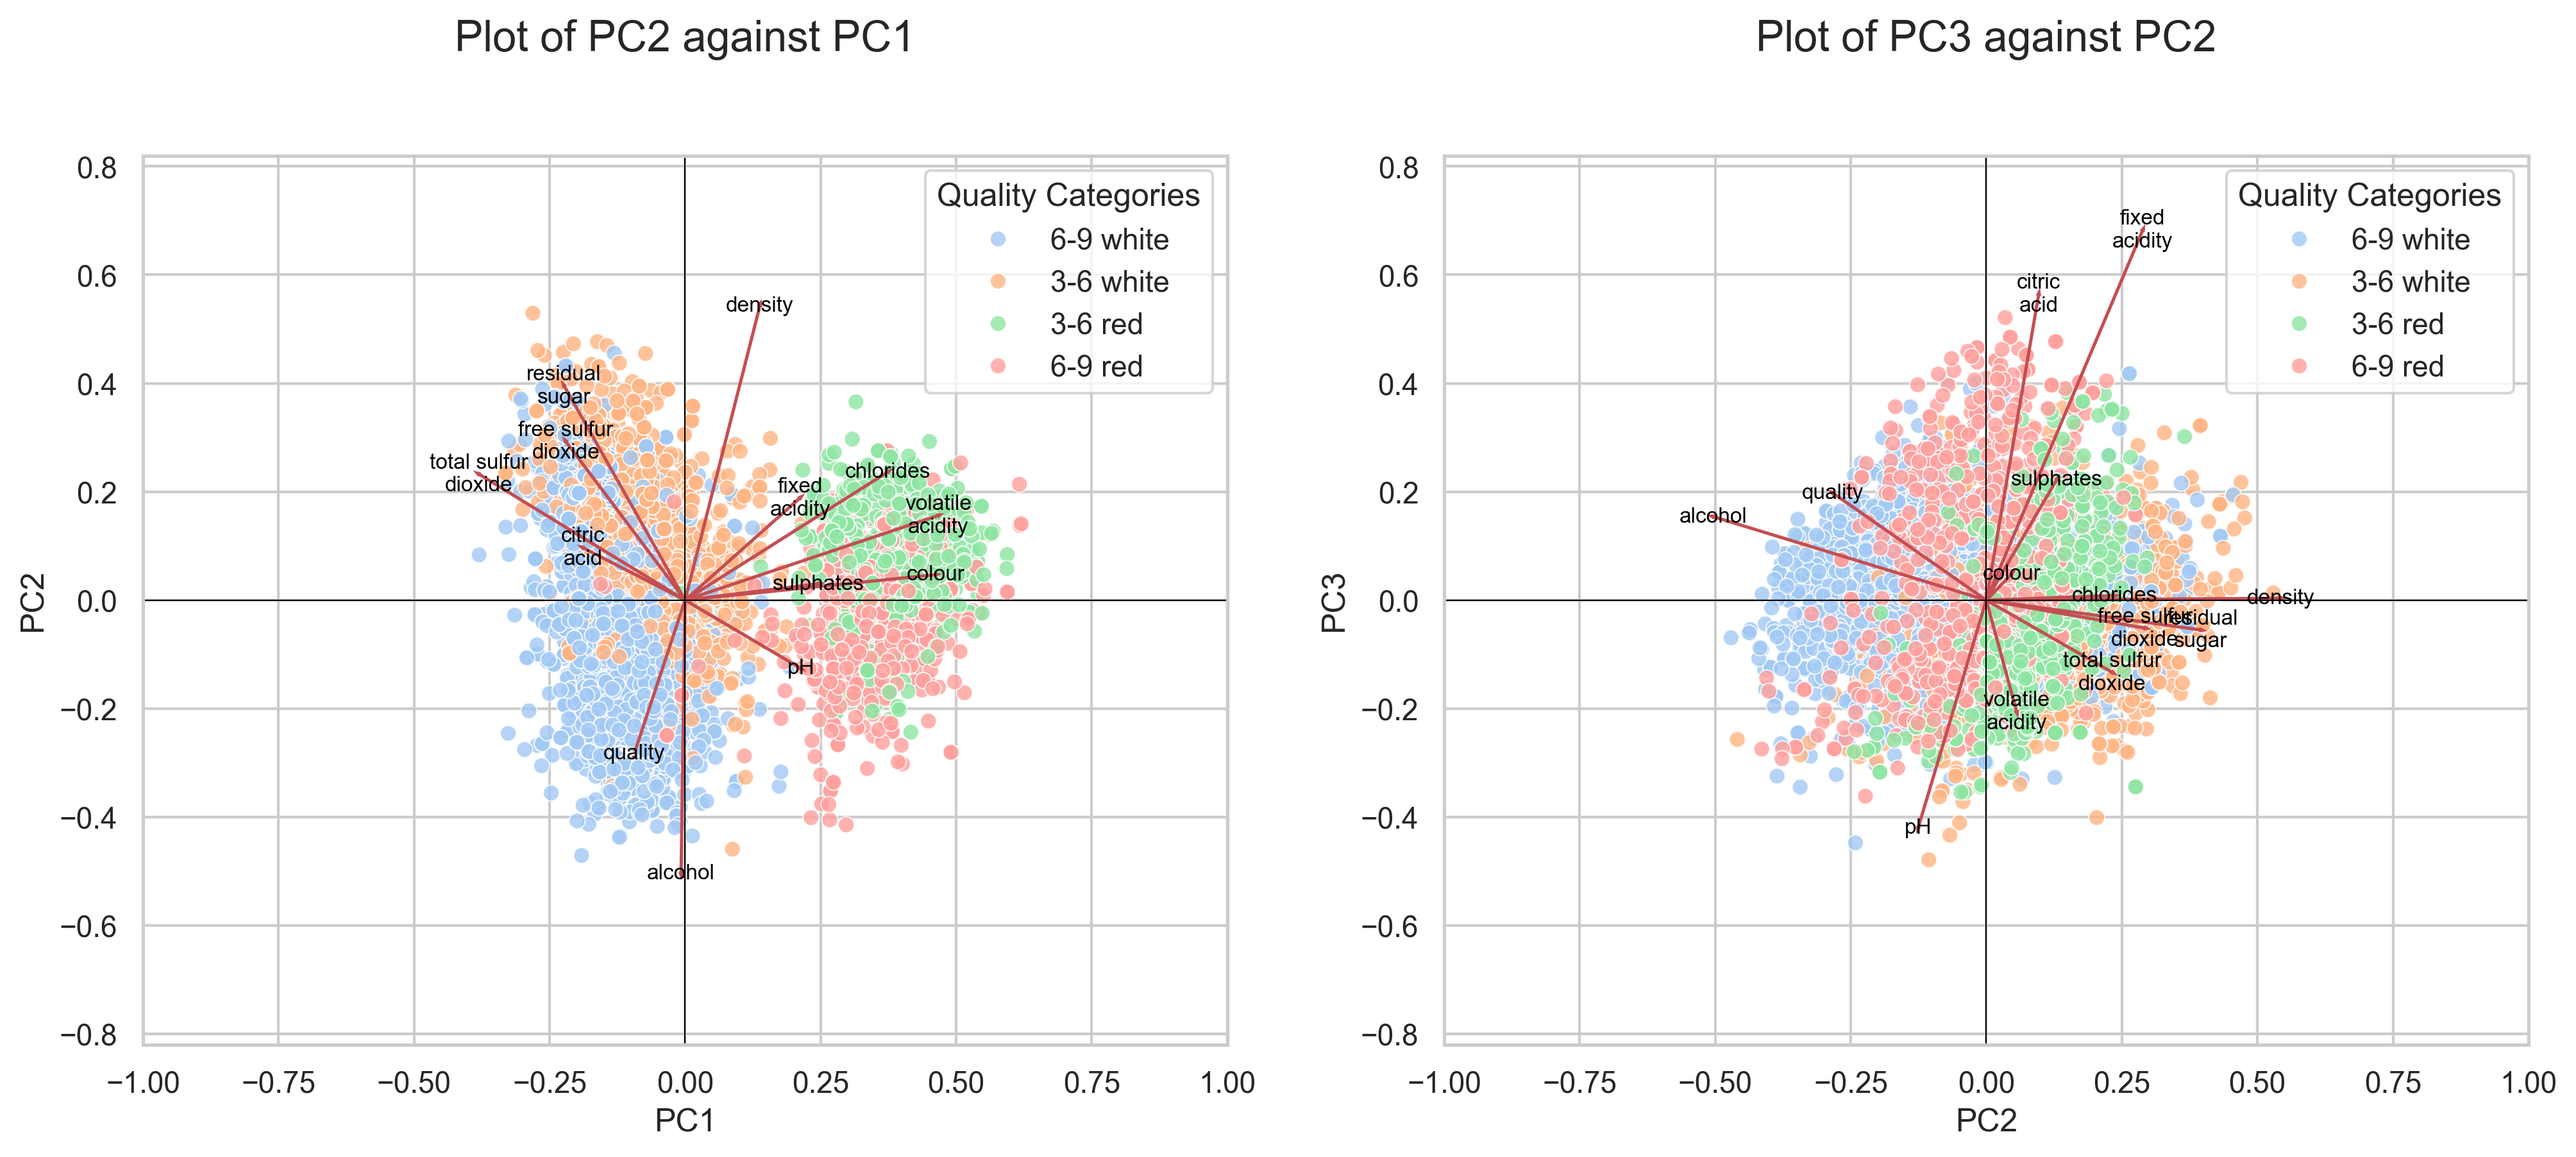 Plot of PC2 against PC1
0.8
0.6
0.4
0.2
0.0
−0.2
−0.4
−0.6
−0.8
PC2
−1.00 −0.75 −0.50 −0.25 0.00 0.25 0.50 0.75 1.00
PC1
Quality Categories
6-9 white
3-6 white
3-6 red
6-9 red
density
residual
sugar
free sulfur
dioxide
total sulfur
dioxide
citric
acid
fixed
acidity
chlorides
volatile
acidity
colour
sulphates
pH
quality
alcohol
Plot of PC3 against PC2
0.8
0.6
0.4
0.2
0.0
−0.2
−0.4
−0.6
−0.8
PC3
−1.00 −0.75 −0.50 −0.25 0.00 0.25 0.50 0.75 1.00
PC2
Quality Categories
6-9 white
3-6 white
3-6 red
6-9 red
fixed
acidity
citric
acid
sulphates
quality
alcohol
colour
chlorides
density
free sulfur
dioxide
residual
sugar
total sulfur
dioxide
volatile
acidity
pH